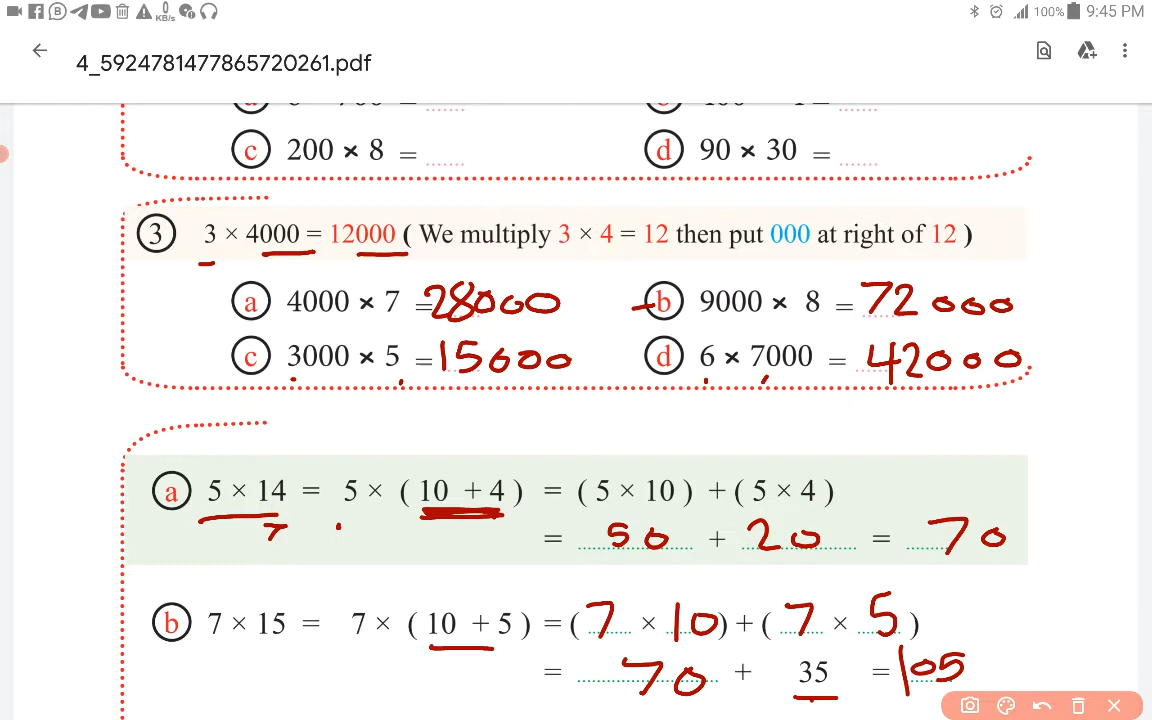 0 KB/s 100% 9:45 PM
4_5924781477865720261.pdf
c 200 × 8 = ...... d 90 × 30 = ......
3 3 × 4000 = 12000 ( We multiply 3 × 4 = 12 then put 000 at right of 12 )
a 4000 × 7 = 28000 b 9000 × 8 = 72000
c 3000 × 5 = 15000 d 6 × 7000 = 42000
a 5 × 14 = 5 × ( 10 + 4 ) = ( 5 × 10 ) + ( 5 × 4 )
= 50 + 20 = 70
b 7 × 15 = 7 × ( 10 + 5 ) = ( 7 × 10 ) + ( 7 × 5 )
= 70 + 35 = 105